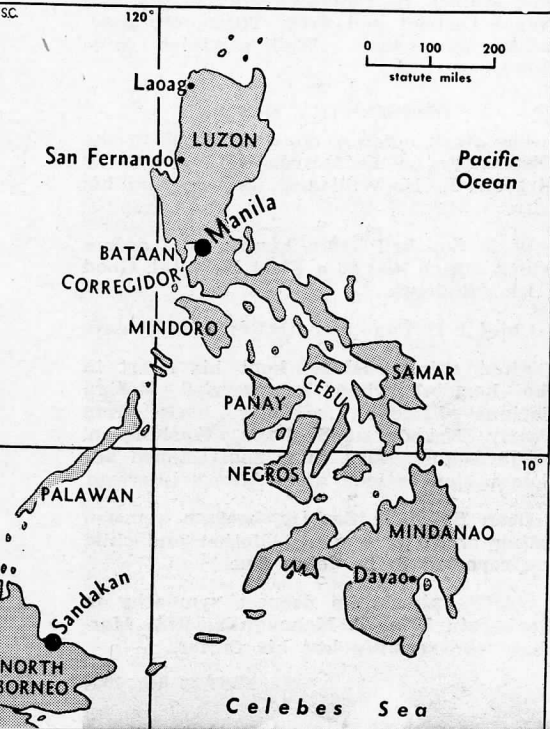 S.C.
120°
0 100 200
statute miles
Laoag
LUZON
San Fernando
Pacific
Ocean
Manila
BATAAN
CORREGIDOR
MINDORO
SAMAR
CEBU
PANAY
10°
NEGROS
PALAWAN
MINDANAO
Davao
Sandakan
NORTH
BORNEO
Celebes Sea